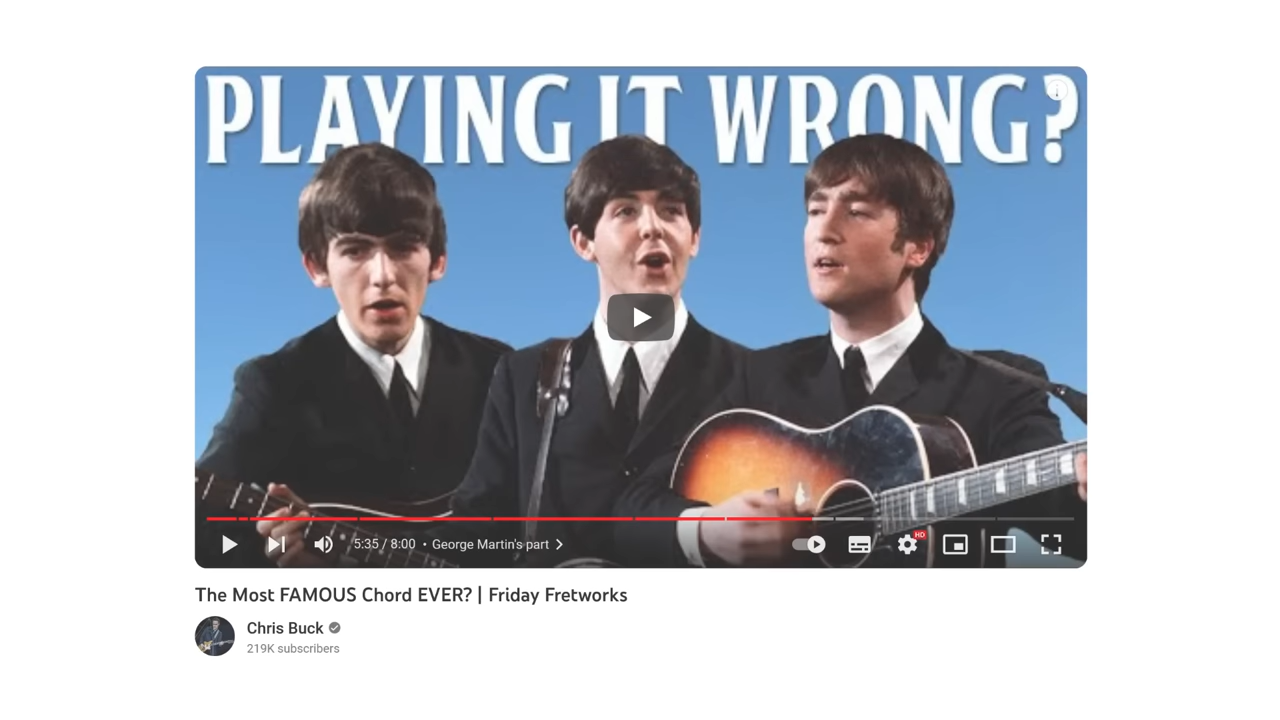 PLAYING IT WRONG?
HD
5:35 / 8:00 • George Martin's part
The Most FAMOUS Chord EVER? | Friday Fretworks
Chris Buck
219K subscribers